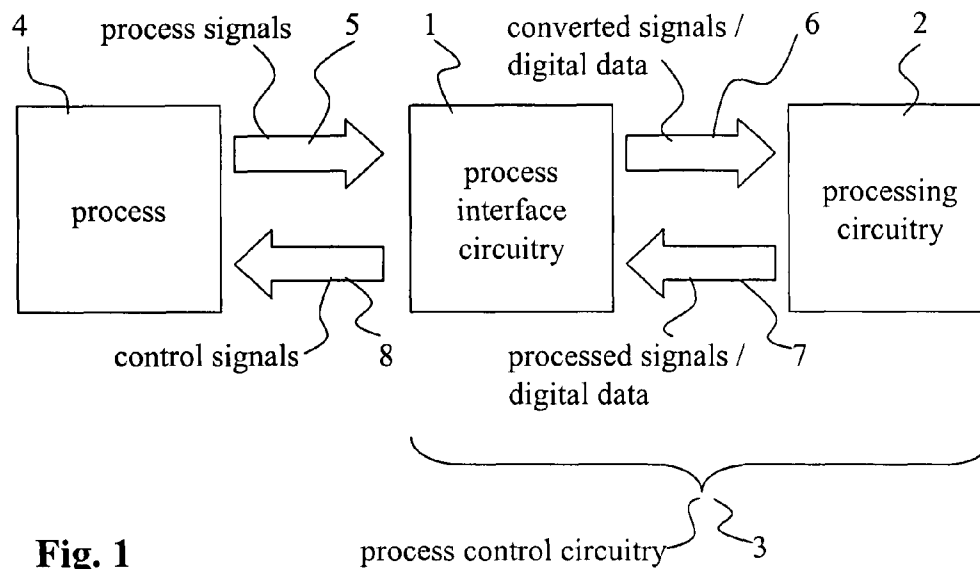 4
process signals
5
1
converted signals /
digital data
6
2
process
process
interface
circuitry
processing
circuitry
control signals
8
processed signals /
digital data
7
Fig. 1
process control circuitry
3